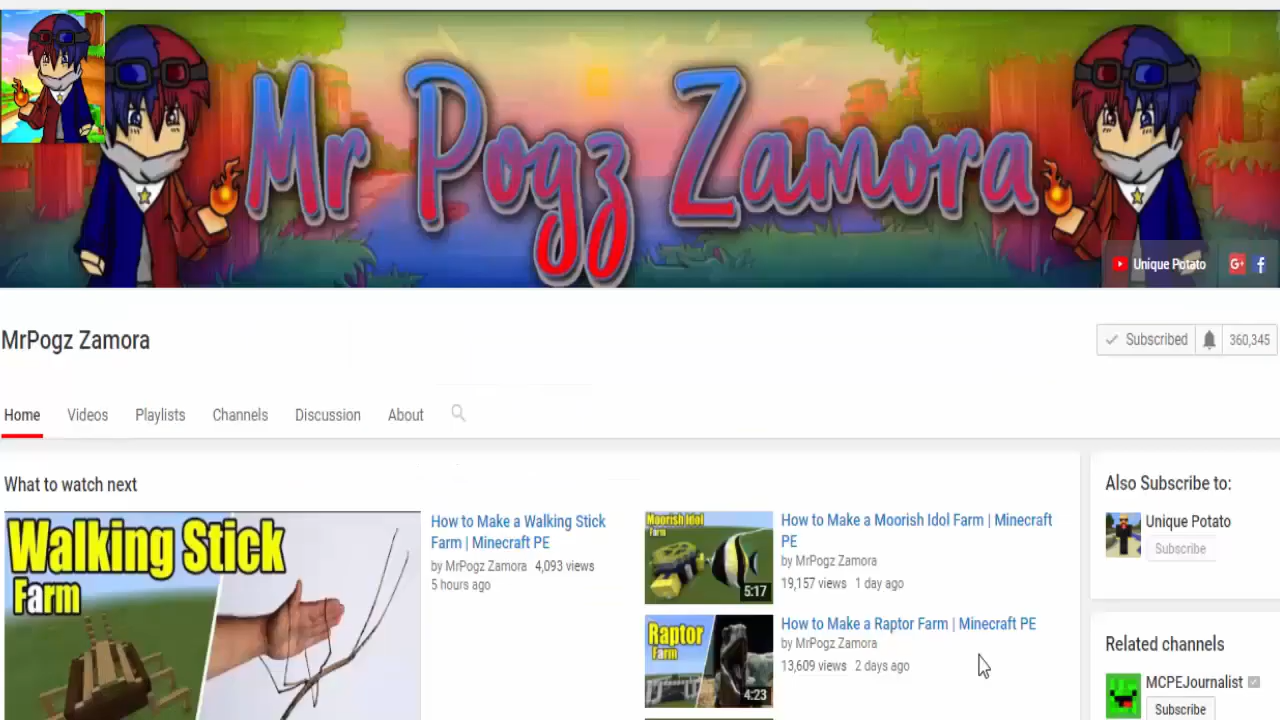 Mr Pogz Zamora
Unique Potato
G+ f
MrPogz Zamora
Subscribed 360,345
Home Videos Playlists Channels Discussion About
What to watch next
Walking Stick
Farm
How to Make a Walking Stick
Farm | Minecraft PE
by MrPogz Zamora 4,093 views
5 hours ago
Moorish Idol
Farm
5:17
How to Make a Moorish Idol Farm | Minecraft
PE
by MrPogz Zamora
19,157 views 1 day ago
Raptor
Farm
4:23
How to Make a Raptor Farm | Minecraft PE
by MrPogz Zamora
13,609 views 2 days ago
Also Subscribe to:
Unique Potato
Subscribe
Related channels
MCPEJournalist
Subscribe